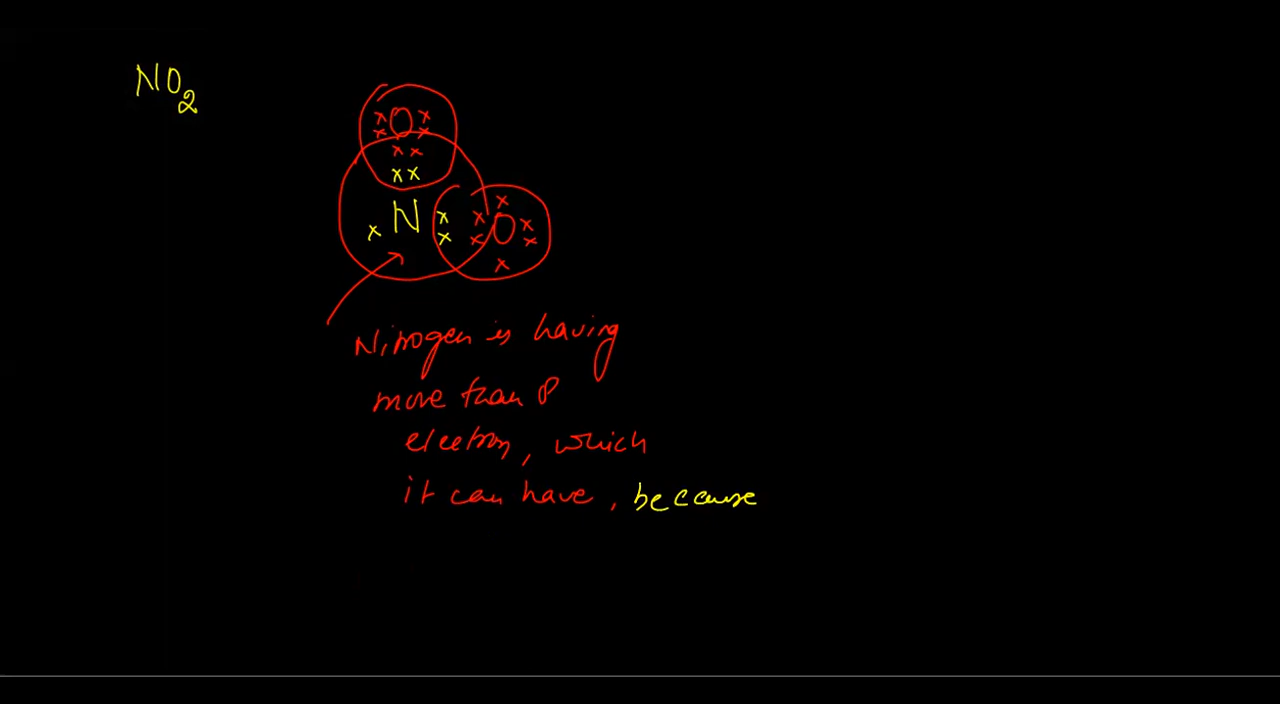 NO2
x O x
x x
x x
x x
x N x x O x
x x x
x
x
Nitrogen is having
more than 8
electron, which
it can have, because